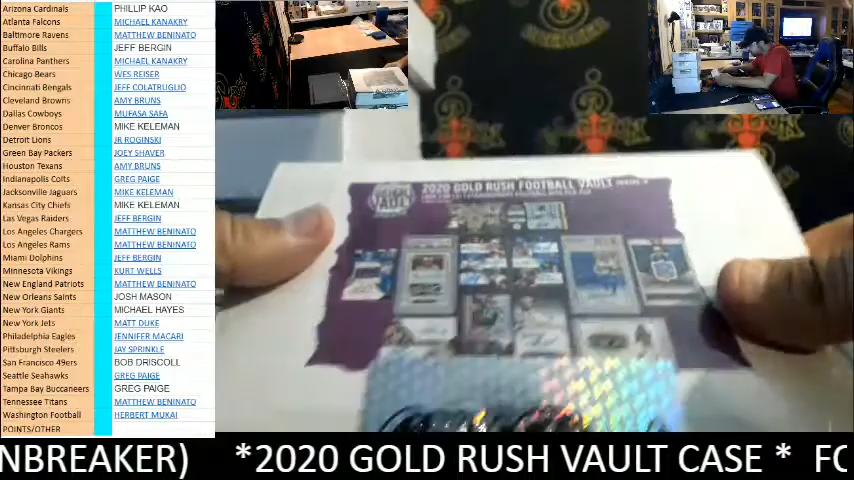 Arizona Cardinals PHILLIP KAO
Atlanta Falcons MICHAEL KANAKRY
Baltimore Ravens MATTHEW BENINATO
Buffalo Bills JEFF BERGIN
Carolina Panthers MICHAEL KANAKRY
Chicago Bears WES REISER
Cincinnati Bengals JEFF COLATRUGLIO
Cleveland Browns AMY BRUNS
Dallas Cowboys MUFASA SAFA
Denver Broncos MIKE KELEMAN
Detroit Lions JR ROGINSKI
Green Bay Packers JOEY SHAVER
Houston Texans AMY BRUNS
Indianapolis Colts GREG PAIGE
Jacksonville Jaguars MIKE KELEMAN
Kansas City Chiefs MIKE KELEMAN
Las Vegas Raiders JEFF BERGIN
Los Angeles Chargers MATTHEW BENINATO
Los Angeles Rams MATTHEW BENINATO
Miami Dolphins JEFF BERGIN
Minnesota Vikings KURT WELLS
New England Patriots MATTHEW BENINATO
New Orleans Saints JOSH MASON
New York Giants MICHAEL HAYES
New York Jets MATT DUKE
Philadelphia Eagles JENNIFER MACARI
Pittsburgh Steelers JAY SPRINKLE
San Francisco 49ers BOB DRISCOLL
Seattle Seahawks GREG PAIGE
Tampa Bay Buccaneers GREG PAIGE
Tennessee Titans MATTHEW BENINATO
Washington Football HERBERT MUKAI
POINTS/OTHER
2020 GOLD RUSH FOOTBALL VAULT
NBREAKER) *2020 GOLD RUSH VAULT CASE * FO